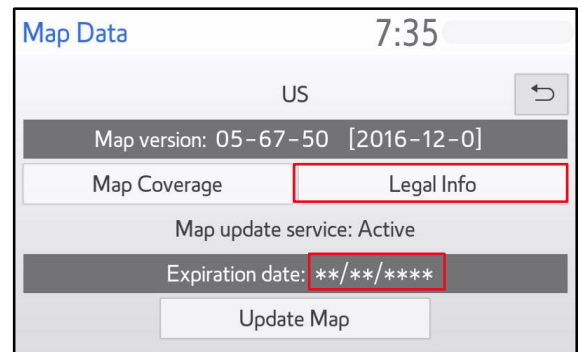 Map Data 7:35
US
Map version: 05-67-50 [2016-12-0]
Map Coverage Legal Info
Map update service: Active
Expiration date: **/**/****
Update Map